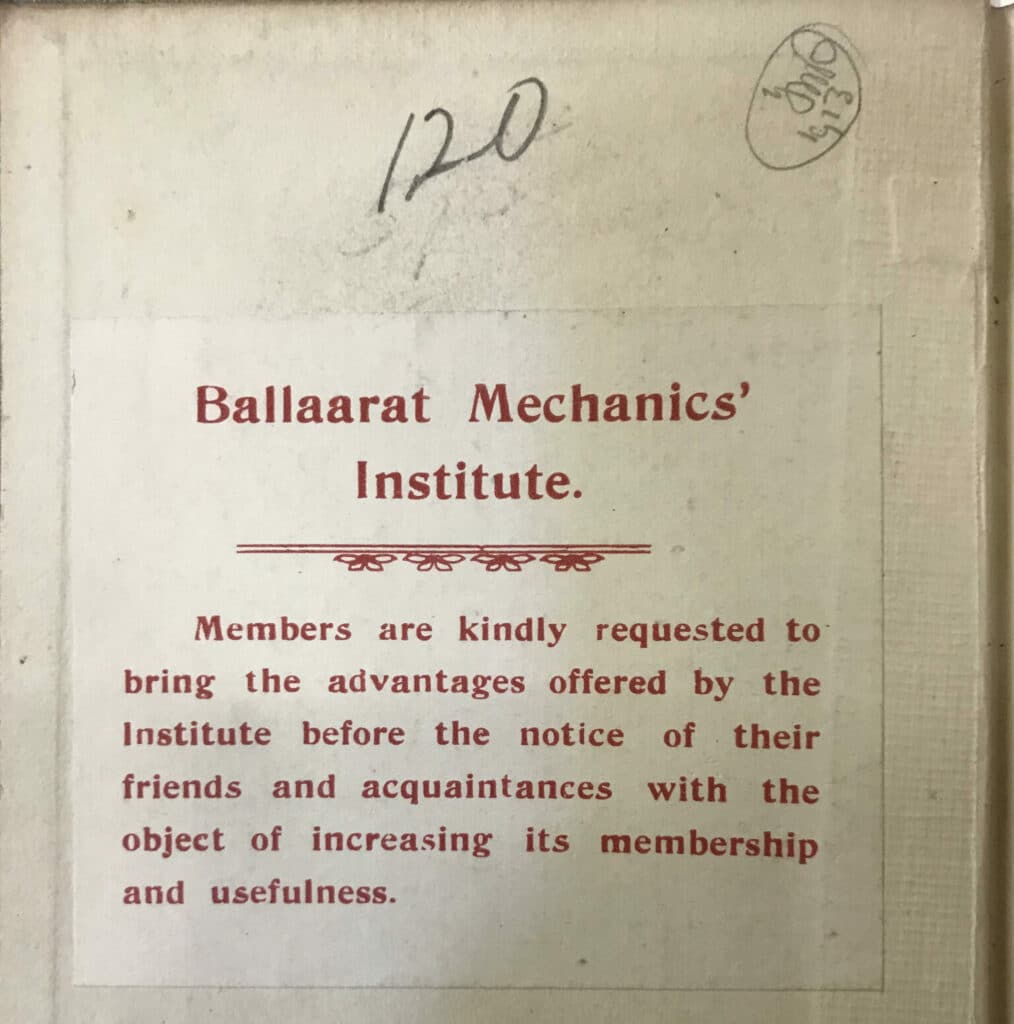 120
Ballaarat Mechanics'
Institute.
Members are kindly requested to
bring the advantages offered by the
Institute before the notice of their
friends and acquaintances with the
object of increasing its membership
and usefulness.